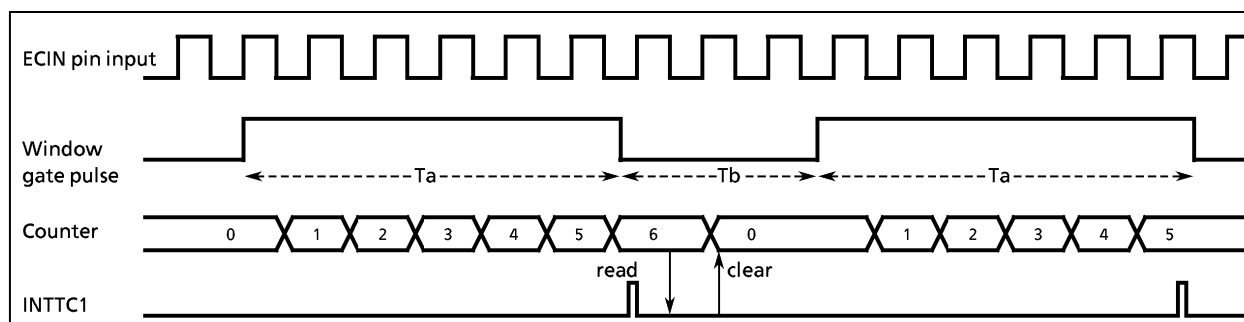 ECIN pin input
Window
gate pulse
Ta
Tb
Ta
Counter
0 1 2 3 4 5 6 0 1 2 3 4 5
read
clear
INTTC1